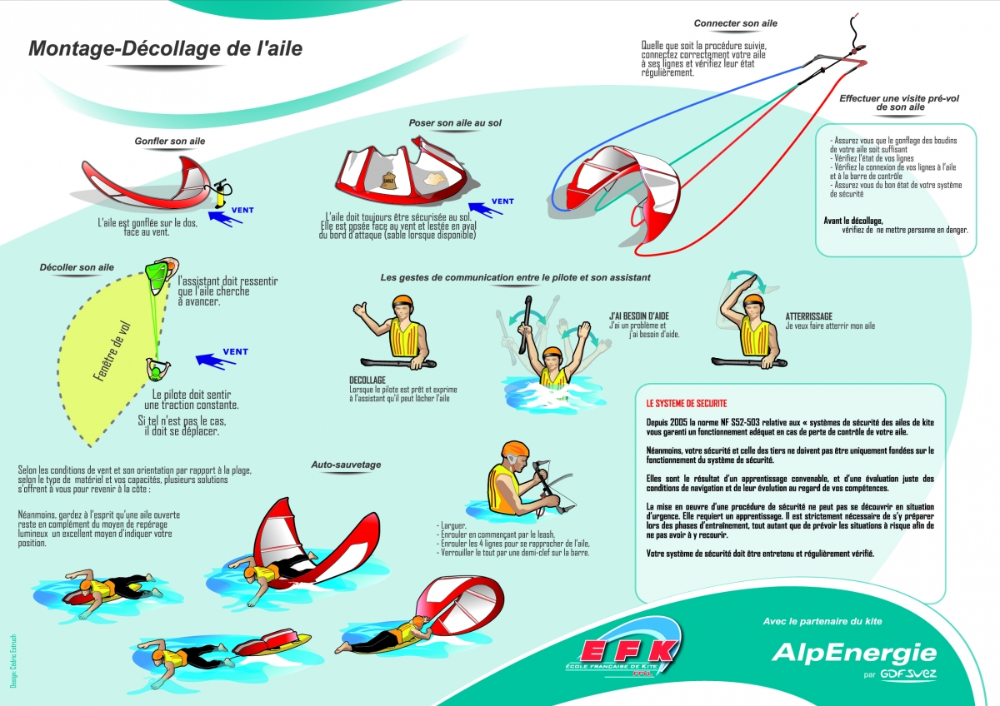 Montage-Décollage de l'aile
Connecter son aile
Quelle que soit la procédure suivie,
connectez correctement votre aile
à ses lignes et vérifiez leur état
régulièrement.
Effectuer une visite pré-vol
de son aile
- Assurez vous que le gonflage des boudins
de votre aile soit suffisant
- Vérifiez l'état de vos lignes
- Vérifiez la connexion de vos lignes à l'aile
et à la barre de contrôle
- Assurez vous du bon état de votre système
de sécurité
Avant le décollage,
vérifiez de ne mettre personne en danger.
Gonfler son aile
VENT
L'aile est gonflée sur le dos,
face au vent.
Poser son aile au sol
SABLE
VENT
L'aile doit toujours être sécurisée au sol.
Elle est posée face au vent et lestée en aval
du bord d'attaque (sable lorsque disponible)
Décoller son aile
l'assistant doit ressentir
que l'aile cherche
à avancer.
Fenêtre de vol
VENT
Le pilote doit sentir
une traction constante.
Si tel n'est pas le cas,
il doit se déplacer.
Les gestes de communication entre le pilote et son assistant
DECOLLAGE
Lorsque le pilote est prêt et exprime
à l'assistant qu'il peut lâcher l'aile
J'AI BESOIN D'AIDE
J'ai un problème et
j'ai besoin d'aide.
ATTERRISSAGE
Je veux faire atterrir mon aile
LE SYSTEME DE SECURITE
Depuis 2005 la norme NF S52-503 relative aux « systèmes de sécurité des ailes de kite
vous garanti un fonctionnement adéquat en cas de perte de contrôle de votre aile.
Néanmoins, votre sécurité et celle des tiers ne doivent pas être uniquement fondées sur le
fonctionnement du système de sécurité.
Elles sont le résultat d'un apprentissage convenable, et d'une évaluation juste des
conditions de navigation et de leur évolution au regard de vos compétences.
La mise en oeuvre d'une procédure de sécurité ne peut pas se découvrir en situation
d'urgence. Elle requiert un apprentissage. Il est strictement nécessaire de s'y préparer
lors des phases d'entraînement, tout autant que de prévoir les situations à risque afin de
ne pas avoir à y recourir.
Votre système de sécurité doit être entretenu et régulièrement vérifié.
Auto-sauvetage
Selon les conditions de vent et son orientation par rapport à la plage,
selon le type de matériel et vos capacités, plusieurs solutions
s'offrent à vous pour revenir à la côte :
Néanmoins, gardez à l'esprit qu'une aile ouverte
reste en complément du moyen de repérage
lumineux un excellent moyen d'indiquer votre
position.
- Larguer,
- Enrouler en commençant par le leash,
- Enrouler les 4 lignes pour se rapprocher de l'aile,
- Verrouiller le tout par une demi-clef sur la barre.
EFK
ÉCOLE FRANÇAISE DE KITE
FFVL
Avec le partenaire du kite
AlpEnergie
par GDF SUEZ
Design: Cédric Estruch